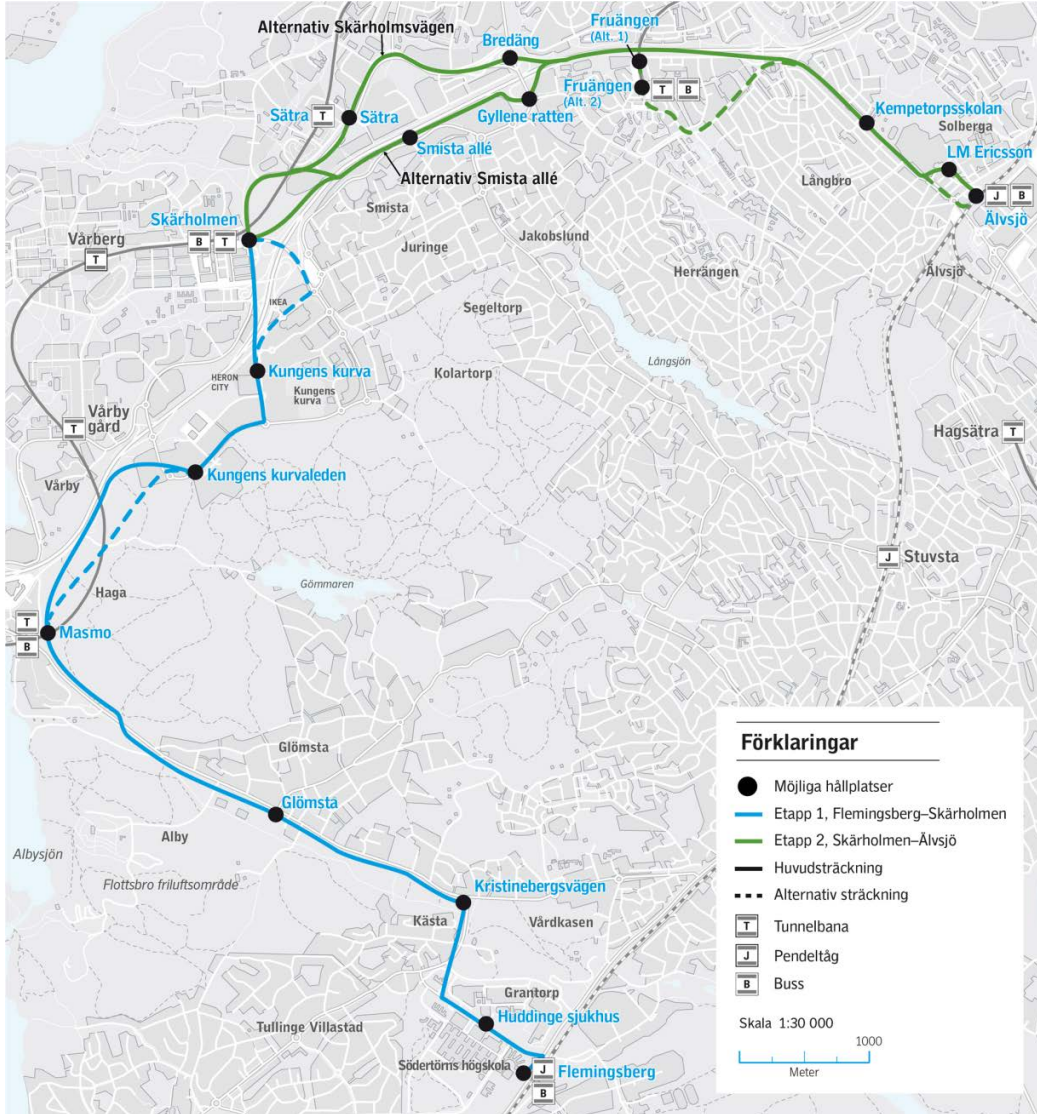 Alternativ Skärholmsvägen
Fruängen
(Alt. 1)
Bredäng
Fruängen
(Alt. 2)
T
B
Sätra
T
Sätra
Gyllene ratten
Kempetorpsskolan
Solberga
Smista allé
LM Ericsson
Alternativ Smista allé
Långbro
J
B
Smista
Älvsjö
Skärholmen
Vårberg
B
T
Jakobslund
Juringe
T
Herrängen
Älvsjö
IKEA
Segeltorp
Långsjön
Kungens kurva
Kolartorp
HERON
CITY
Kungens
kurva
Vårby
gård
T
Hagsätra
T
Kungens kurvaleden
Vårby
J
Stuvsta
Gömmaren
Haga
T
B
Masmo
Glömsta
Glömsta
Alby
Albysjön
Flottsbro friluftsområde
Kristinebergsvägen
Kästa
Vårdkasen
Grantorp
Huddinge sjukhus
Tullinge Villastad
Södertörns högskola
J
Flemingsberg
B
Förklaringar
Möjliga hållplatser
Etapp 1, Flemingsberg–Skärholmen
Etapp 2, Skärholmen–Älvsjö
Huvudsträckning
Alternativ sträckning
T
Tunnelbana
J
Pendeltåg
B
Buss
Skala 1:30 000
1000
Meter